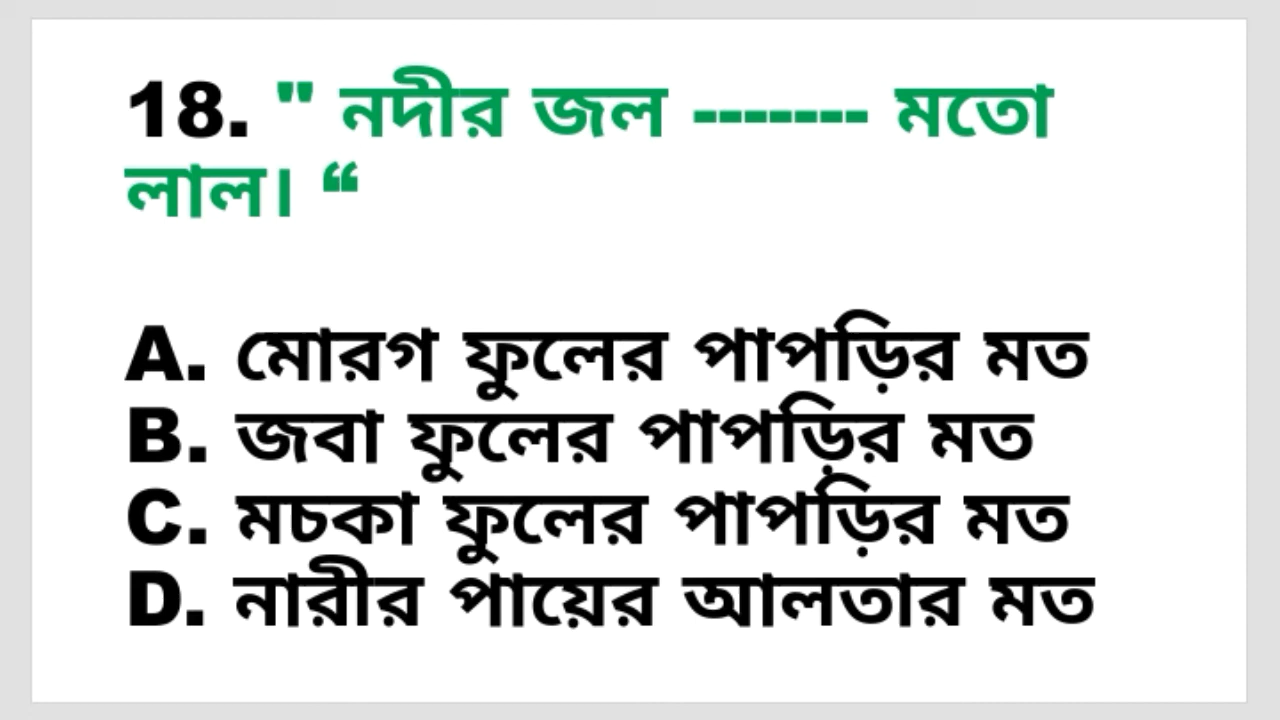 18. " নদীর জল ------- মতো
লাল। “
A. মোরগ ফুলের পাপড়ির মত
B. জবা ফুলের পাপড়ির মত
C. মচকা ফুলের পাপড়ির মত
D. নারীর পায়ের আলতার মত